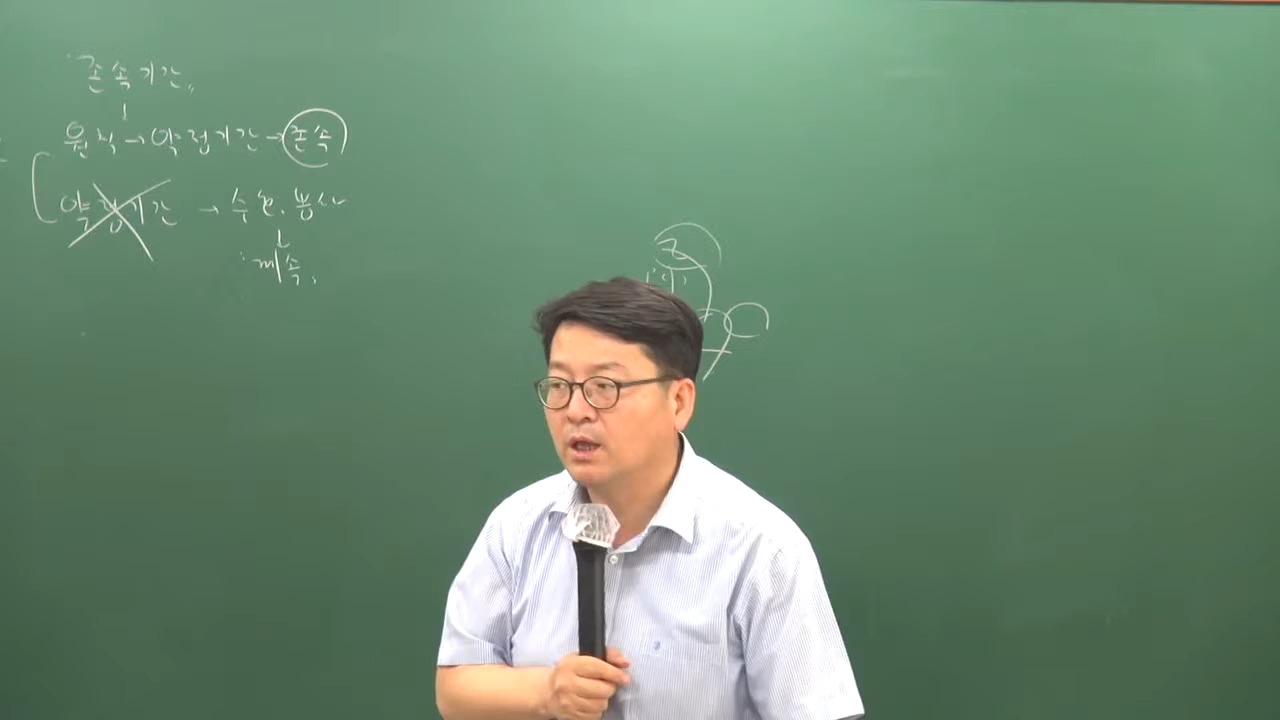 존속기간
↓
원칙 → 약정기간 → 존속
약정기간 → 수선, 봉사
↓
계속